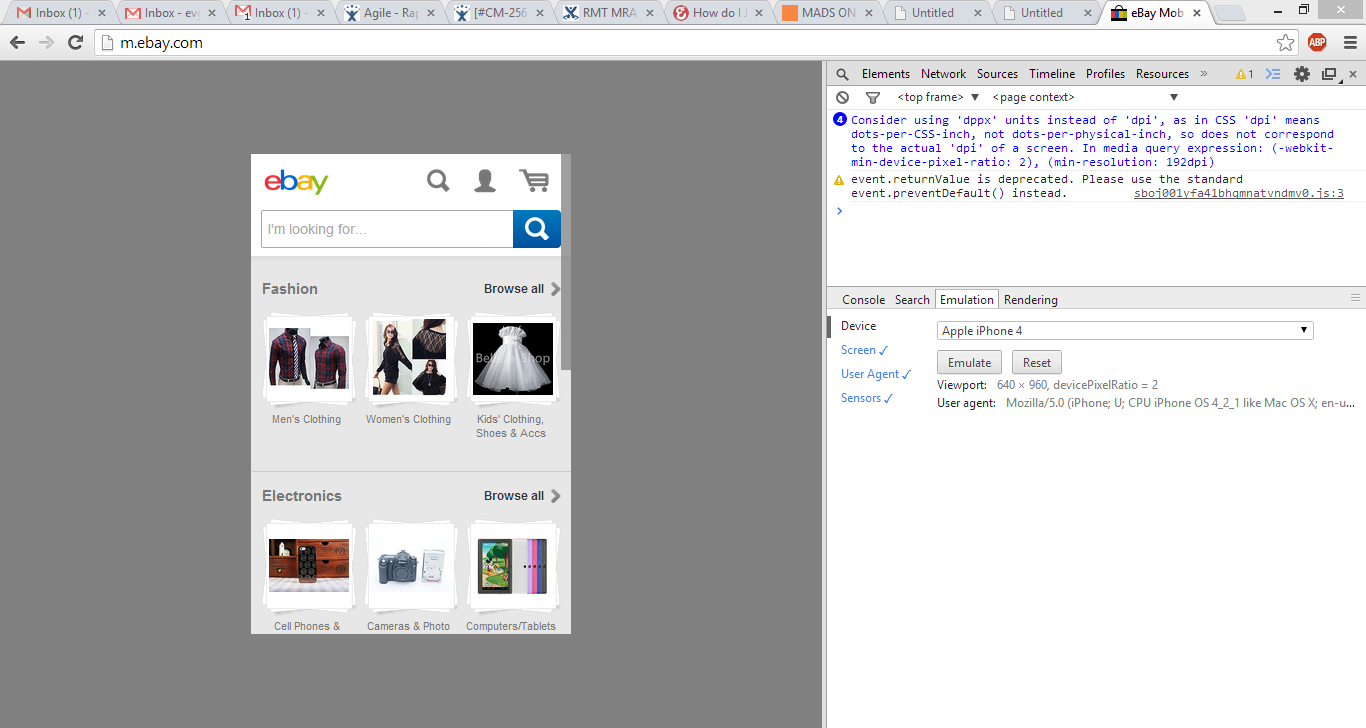 Inbox (1) -
Inbox - evg
Inbox (1) -
Agile - Rap
[#CM-256
RMT MRA
How do I J
MADS ON
Untitled
Untitled
eBay Mob
m.ebay.com
ABP
Elements Network Sources Timeline Profiles Resources » 1
<top frame> <page context>
4
Consider using 'dppx' units instead of 'dpi', as in CSS 'dpi' means
dots-per-CSS-inch, not dots-per-physical-inch, so does not correspond
to the actual 'dpi' of a screen. In media query expression: (-webkit-
min-device-pixel-ratio: 2), (min-resolution: 192dpi)
event.returnValue is deprecated. Please use the standard
event.preventDefault() instead. sboj001yfa41bhqmnatvndmv0.js:3
ebay
I'm looking for...
Fashion Browse all
Men's Clothing
Women's Clothing
Kids' Clothing,
Shoes & Accs
Electronics Browse all
Cell Phones &
Cameras & Photo
Computers/Tablets
Console Search Emulation Rendering
Device
Screen ✓
User Agent ✓
Sensors ✓
Apple iPhone 4
Emulate Reset
Viewport: 640 × 960, devicePixelRatio = 2
User agent: Mozilla/5.0 (iPhone; U; CPU iPhone OS 4_2_1 like Mac OS X; en-u...